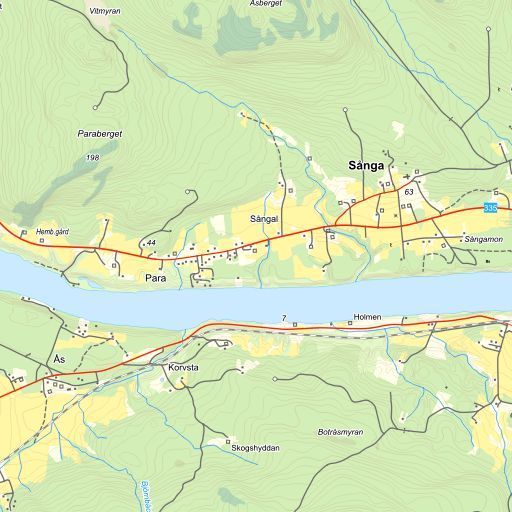 Åsberget
Vitmyran
Paraberget
198
Sånga
63
335
Sångal
Hemb.gård
44
Sångamon
Para
7
Holmen
Ås
Korvsta
Botråsmyran
Skogshyddan